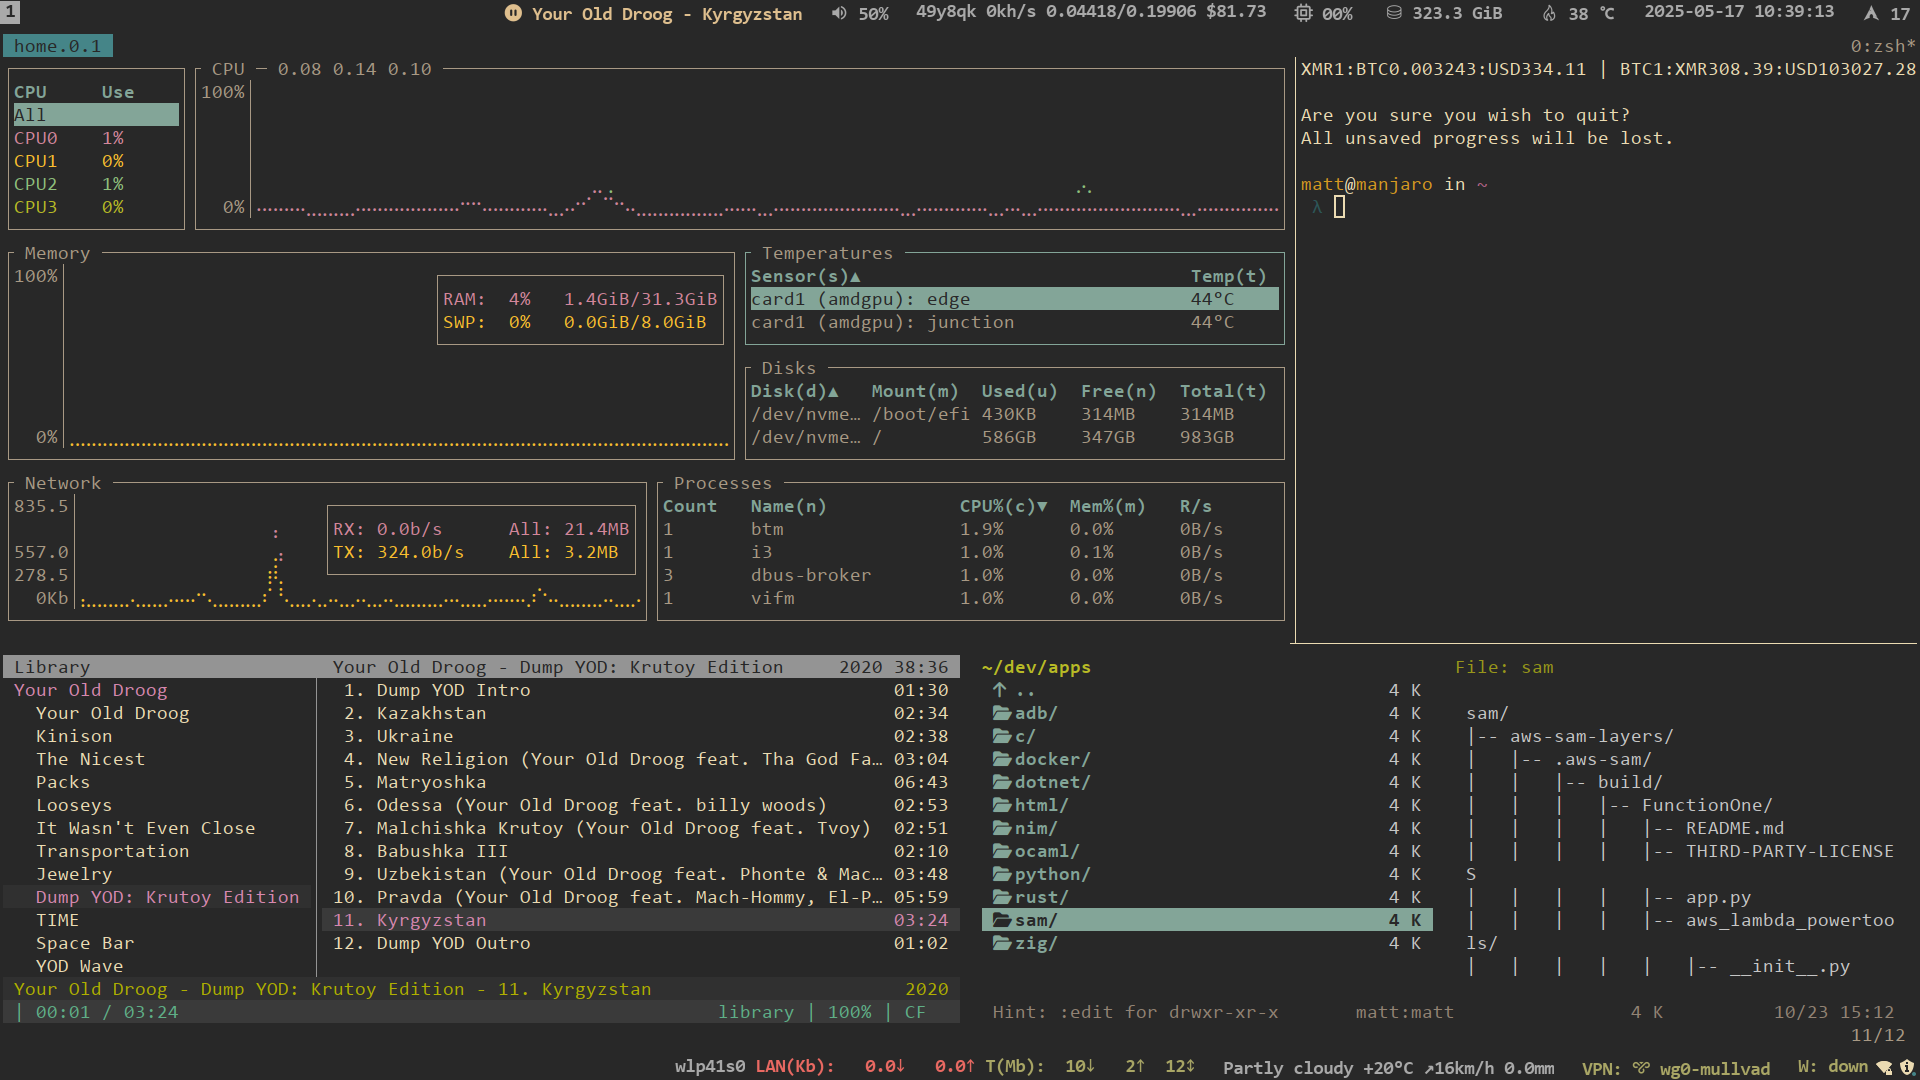 1 Your Old Droog - Kyrgyzstan 50% 49y8qk 0kh/s 0.04418/0.19906 $81.73 00% 323.3 GiB 38 ℃ 2025-05-17 10:39:13 17
home.0.1 0:zsh*
CPU — 0.08 0.14 0.10
CPU Use
All
CPU0 1%
CPU1 0%
CPU2 1%
CPU3 0%
100%
0%
XMR1:BTC0.003243:USD334.11 | BTC1:XMR308.39:USD103027.28
Are you sure you wish to quit?
All unsaved progress will be lost.
matt@manjaro in ~
λ
Memory
100%
RAM: 4% 1.4GiB/31.3GiB
SWP: 0% 0.0GiB/8.0GiB
0%
Temperatures
Sensor(s)▲ Temp(t)
card1 (amdgpu): edge 44°C
card1 (amdgpu): junction 44°C
Disks
Disk(d)▲ Mount(m) Used(u) Free(n) Total(t)
/dev/nvme… /boot/efi 430KB 314MB 314MB
/dev/nvme… / 586GB 347GB 983GB
Network
835.5
557.0
278.5
0Kb
RX: 0.0b/s All: 21.4MB
TX: 324.0b/s All: 3.2MB
Processes
Count Name(n) CPU%(c)▼ Mem%(m) R/s
1 btm 1.9% 0.0% 0B/s
1 i3 1.0% 0.1% 0B/s
3 dbus-broker 1.0% 0.0% 0B/s
1 vifm 1.0% 0.0% 0B/s
Library
Your Old Droog
Your Old Droog
Kinison
The Nicest
Packs
Looseys
It Wasn't Even Close
Transportation
Jewelry
Dump YOD: Krutoy Edition
TIME
Space Bar
YOD Wave
Your Old Droog - Dump YOD: Krutoy Edition 2020 38:36
1. Dump YOD Intro 01:30
2. Kazakhstan 02:34
3. Ukraine 02:38
4. New Religion (Your Old Droog feat. Tha God Fa… 03:04
5. Matryoshka 06:43
6. Odessa (Your Old Droog feat. billy woods) 02:53
7. Malchishka Krutoy (Your Old Droog feat. Tvoy) 02:51
8. Babushka III 02:10
9. Uzbekistan (Your Old Droog feat. Phonte & Mac… 03:48
10. Pravda (Your Old Droog feat. Mach-Hommy, El-P… 05:59
11. Kyrgyzstan 03:24
12. Dump YOD Outro 01:02
Your Old Droog - Dump YOD: Krutoy Edition - 11. Kyrgyzstan 2020
| 00:01 / 03:24 library | 100% | CF
~/dev/apps
.. 4 K
adb/ 4 K
c/ 4 K
docker/ 4 K
dotnet/ 4 K
html/ 4 K
nim/ 4 K
ocaml/ 4 K
python/ 4 K
rust/ 4 K
sam/ 4 K
zig/ 4 K
File: sam
sam/
|-- aws-sam-layers/
| |-- .aws-sam/
| | |-- build/
| | | |-- FunctionOne/
| | | | |-- README.md
| | | | |-- THIRD-PARTY-LICENSE
S
| | | | |-- app.py
| | | | |-- aws_lambda_powertoo
ls/
| | | | | |-- __init__.py
Hint: :edit for drwxr-xr-x matt:matt 4 K 10/23 15:12
11/12
wlp41s0 LAN(Kb): 0.0↓ 0.0↑ T(Mb): 10↓ 2↑ 12↕ Partly cloudy +20°C ↗16km/h 0.0mm VPN: wg0-mullvad W: down